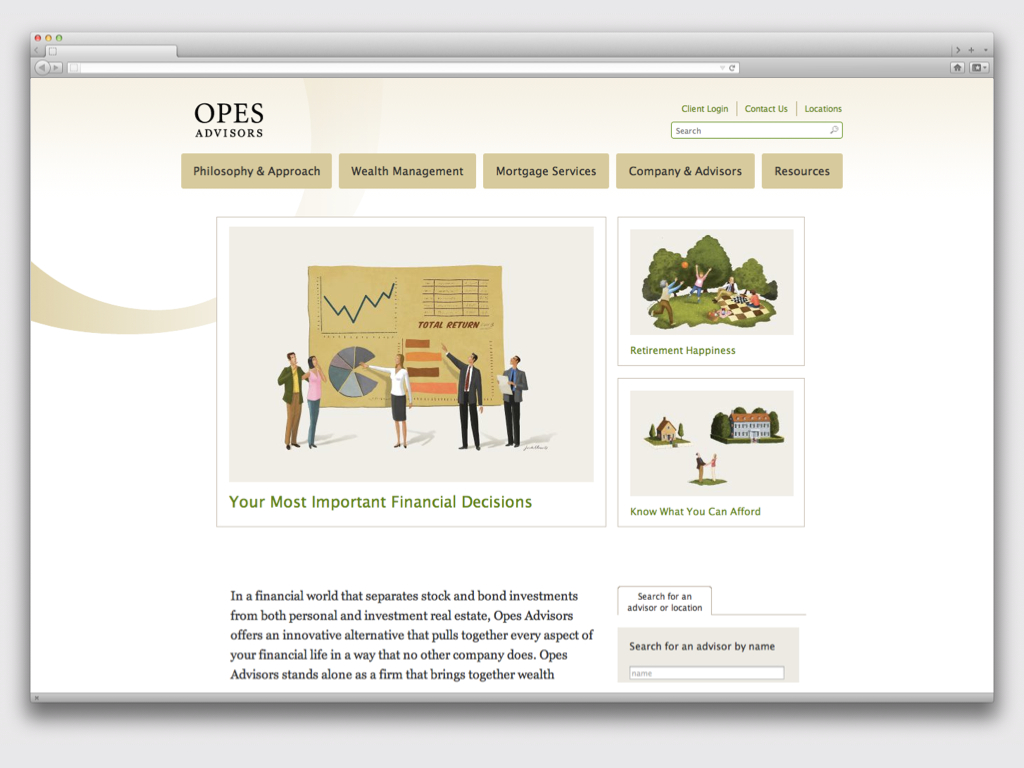 OPES
ADVISORS
Client Login
Contact Us
Locations
Search
Philosophy & Approach
Wealth Management
Mortgage Services
Company & Advisors
Resources
TOTAL RETURN
Your Most Important Financial Decisions
Retirement Happiness
Know What You Can Afford
In a financial world that separates stock and bond investments
from both personal and investment real estate, Opes Advisors
offers an innovative alternative that pulls together every aspect of
your financial life in a way that no other company does. Opes
Advisors stands alone as a firm that brings together wealth
Search for an
advisor or location
Search for an advisor by name
name